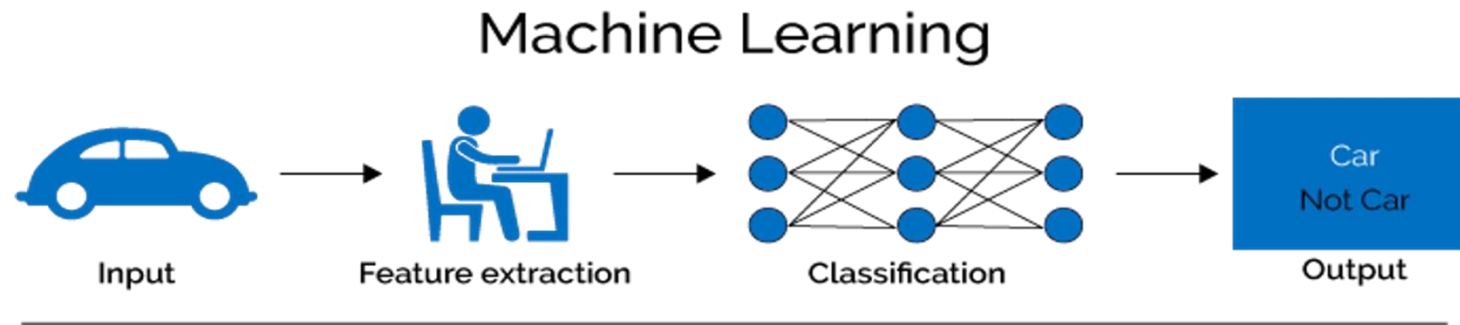 Machine Learning
Car
Not Car
Input
Feature extraction
Classification
Output